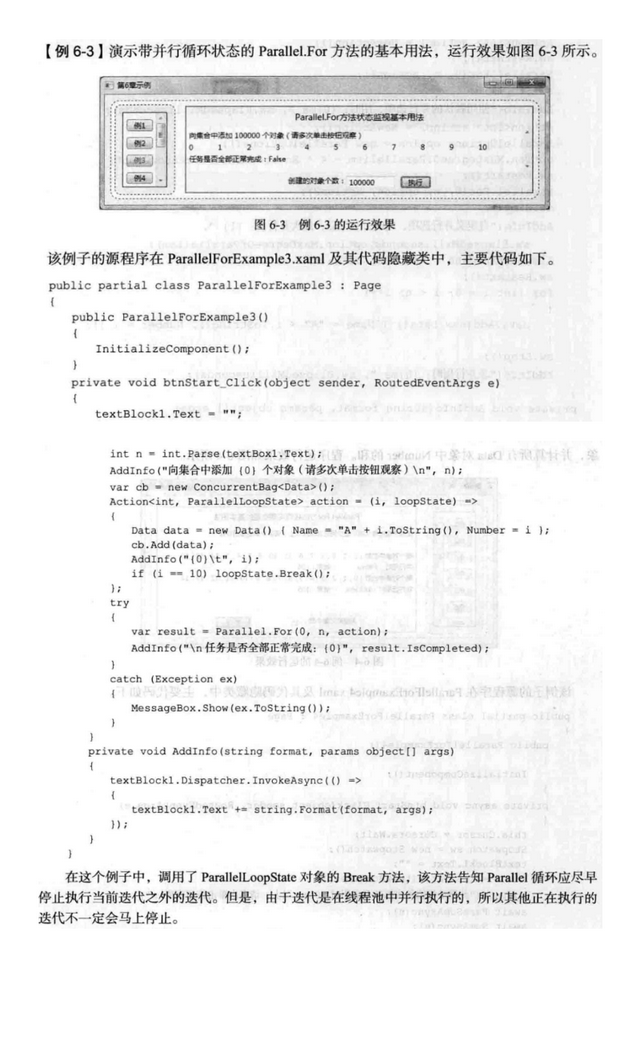 【例 6-3】演示带并行循环状态的 Parallel.For 方法的基本用法，运行效果如图 6-3 所示。
第6章示例
例1
例2
例3
例4
Parallel.For方法状态监视基本用法
向集合中添加 100000 个对象（请多次单击按钮观察）
0 1 2 3 4 5 6 7 8 9 10
任务是否全部正常完成：False
创建的对象个数： 100000 执行
图 6-3 例 6-3 的运行效果
该例子的源程序在 ParallelForExample3.xaml 及其代码隐藏类中，主要代码如下。
public partial class ParallelForExample3 : Page
{
public ParallelForExample3()
{
InitializeComponent();
}
private void btnStart_Click(object sender, RoutedEventArgs e)
{
textBlock1.Text = "";
int n = int.Parse(textBox1.Text);
AddInfo("向集合中添加 {0} 个对象（请多次单击按钮观察）\n", n);
var cb = new ConcurrentBag<Data>();
Action<int, ParallelLoopState> action = (i, loopState) =>
{
Data data = new Data() { Name = "A" + i.ToString(), Number = i };
cb.Add(data);
AddInfo("{0}\t", i);
if (i == 10) loopState.Break();
};
try
{
var result = Parallel.For(0, n, action);
AddInfo("\n 任务是否全部正常完成: {0}", result.IsCompleted);
}
catch (Exception ex)
{
MessageBox.Show(ex.ToString());
}
}
private void AddInfo(string format, params object[] args)
{
textBlock1.Dispatcher.InvokeAsync(() =>
{
textBlock1.Text += string.Format(format, args);
});
}
}
在这个例子中，调用了 ParallelLoopState 对象的 Break 方法，该方法告知 Parallel 循环应尽早
停止执行当前迭代之外的迭代。但是，由于迭代是在线程池中并行执行的，所以其他正在执行的
迭代不一定会马上停止。